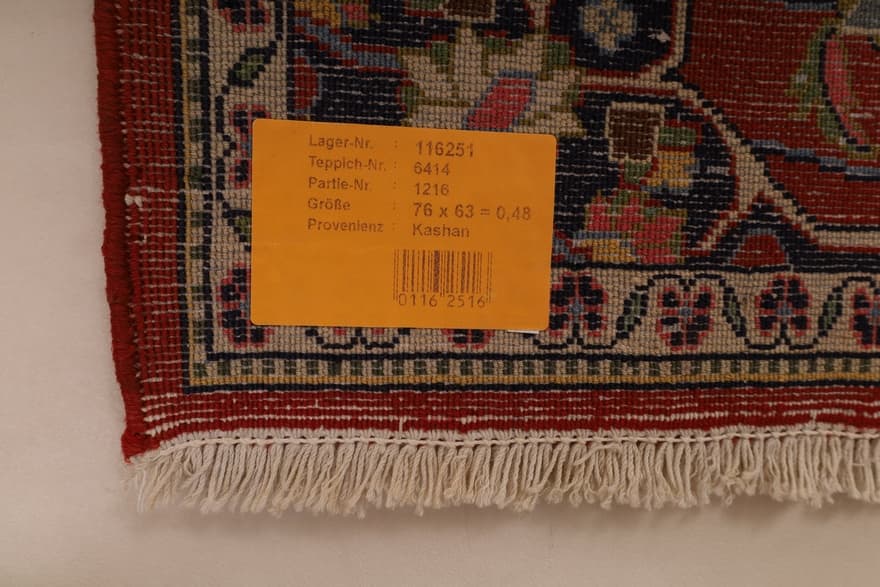 Lager-Nr. : 116251
Teppich-Nr. : 6414
Partie-Nr. : 1216
Größe : 76 x 63 = 0,48
Provenienz : Kashan
0116 2516